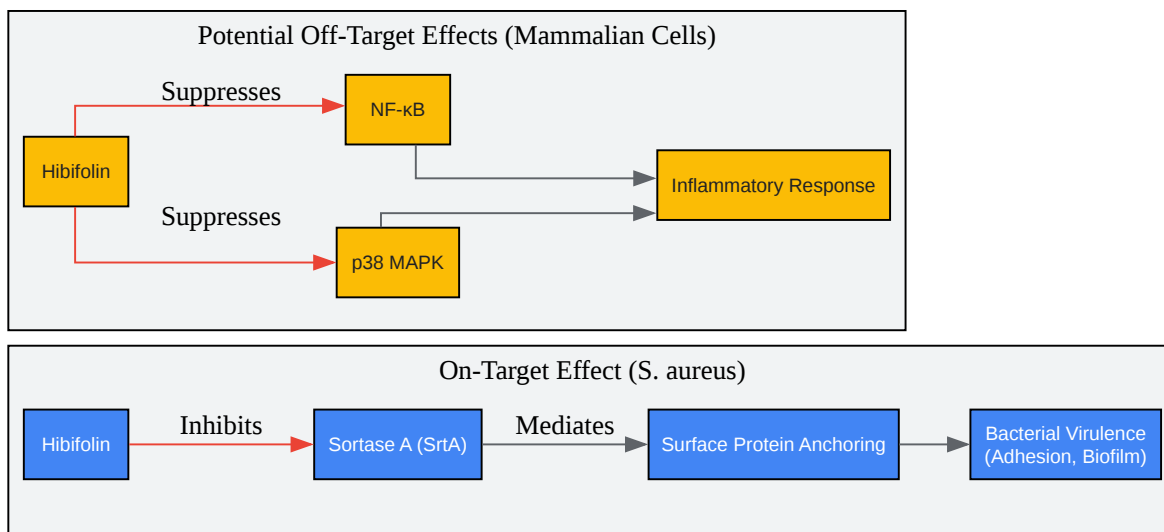 Potential Off-Target Effects (Mammalian Cells)
Suppresses
NF-κB
Hibifolin
Inflammatory Response
Suppresses
p38 MAPK
On-Target Effect (S. aureus)
Hibifolin
Inhibits
Sortase A (SrtA)
Mediates
Surface Protein Anchoring
Bacterial Virulence
(Adhesion, Biofilm)